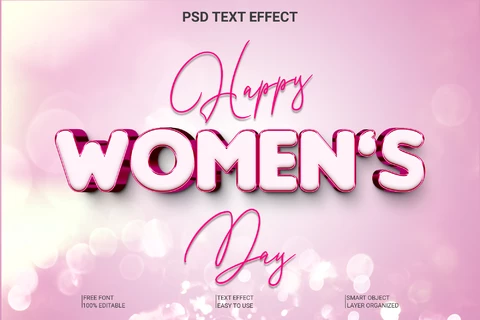 PSD TEXT EFFECT
Happy
WOMEN‘S
Day
FREE FONT
100% EDITABLE
TEXT EFFECT
EASY TO USE
SMART OBJECT
LAYER ORGANIZED